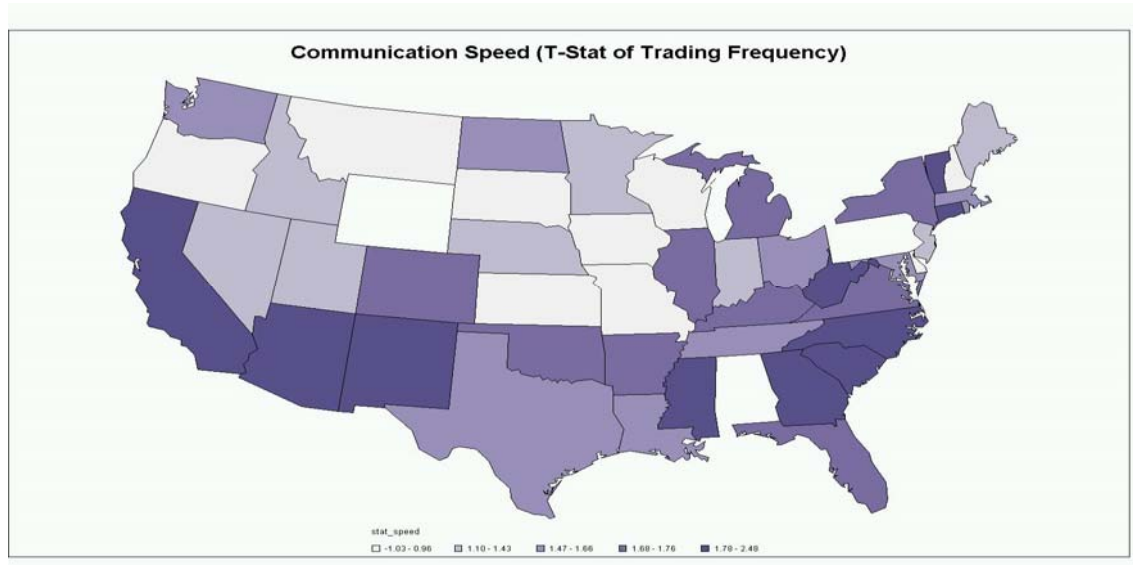 Communication Speed (T-Stat of Trading Frequency)
stat_speed
-1.03 - 0.96 1.10 - 1.43 1.47 - 1.66 1.68 - 1.76 1.78 - 2.48